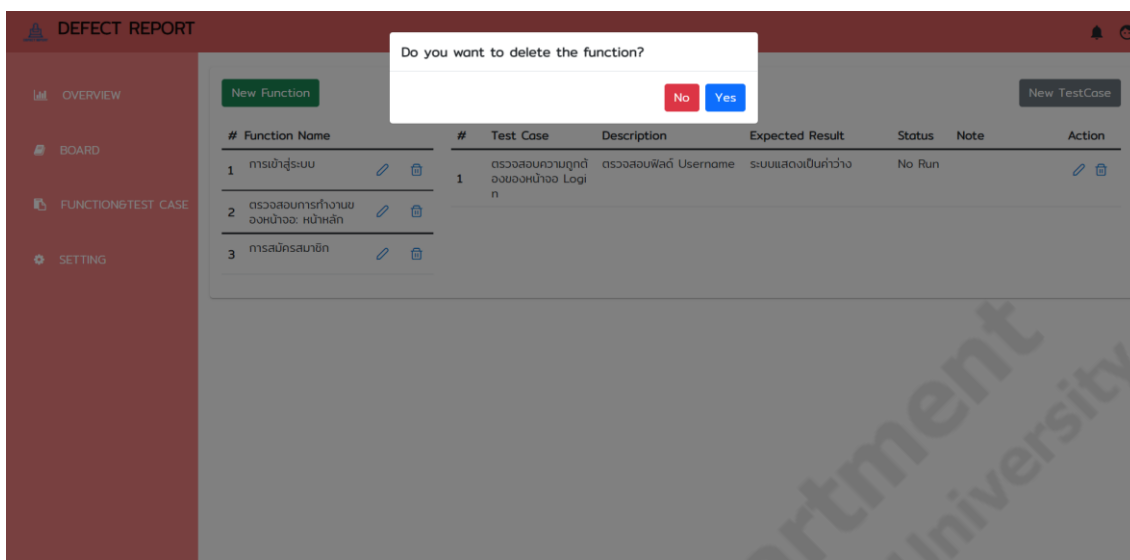 DEFECT REPORT
Do you want to delete the function?
No Yes
OVERVIEW
BOARD
FUNCTION&TEST CASE
SETTING
New Function
New TestCase
# Function Name
1 การเข้าสู่ระบบ
2 ตรวจสอบการทำงานข
องหน้าจอ: หน้าหลัก
3 การสมัครสมาชิก
# Test Case Description Expected Result Status Note Action
1 ตรวจสอบความถูกต้ ตรวจสอบฟิลด์ Username ระบบแสดงเป็นค่าว่าง No Run
องของหน้าจอ Logi
n
University